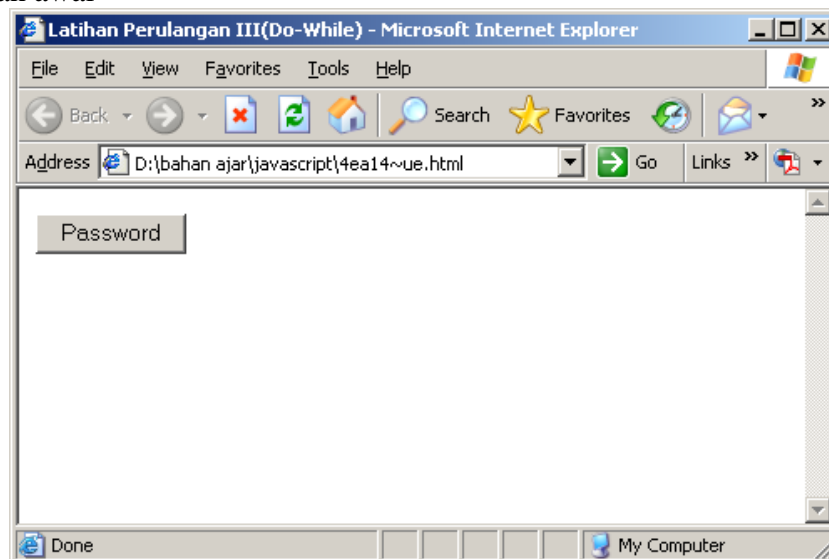 Latihan Perulangan III(Do-While) - Microsoft Internet Explorer
File Edit View Favorites Tools Help
Back Search Favorites »
Address D:\bahan ajar\javascript\4ea14~ue.html Go Links »
Password
Done My Computer